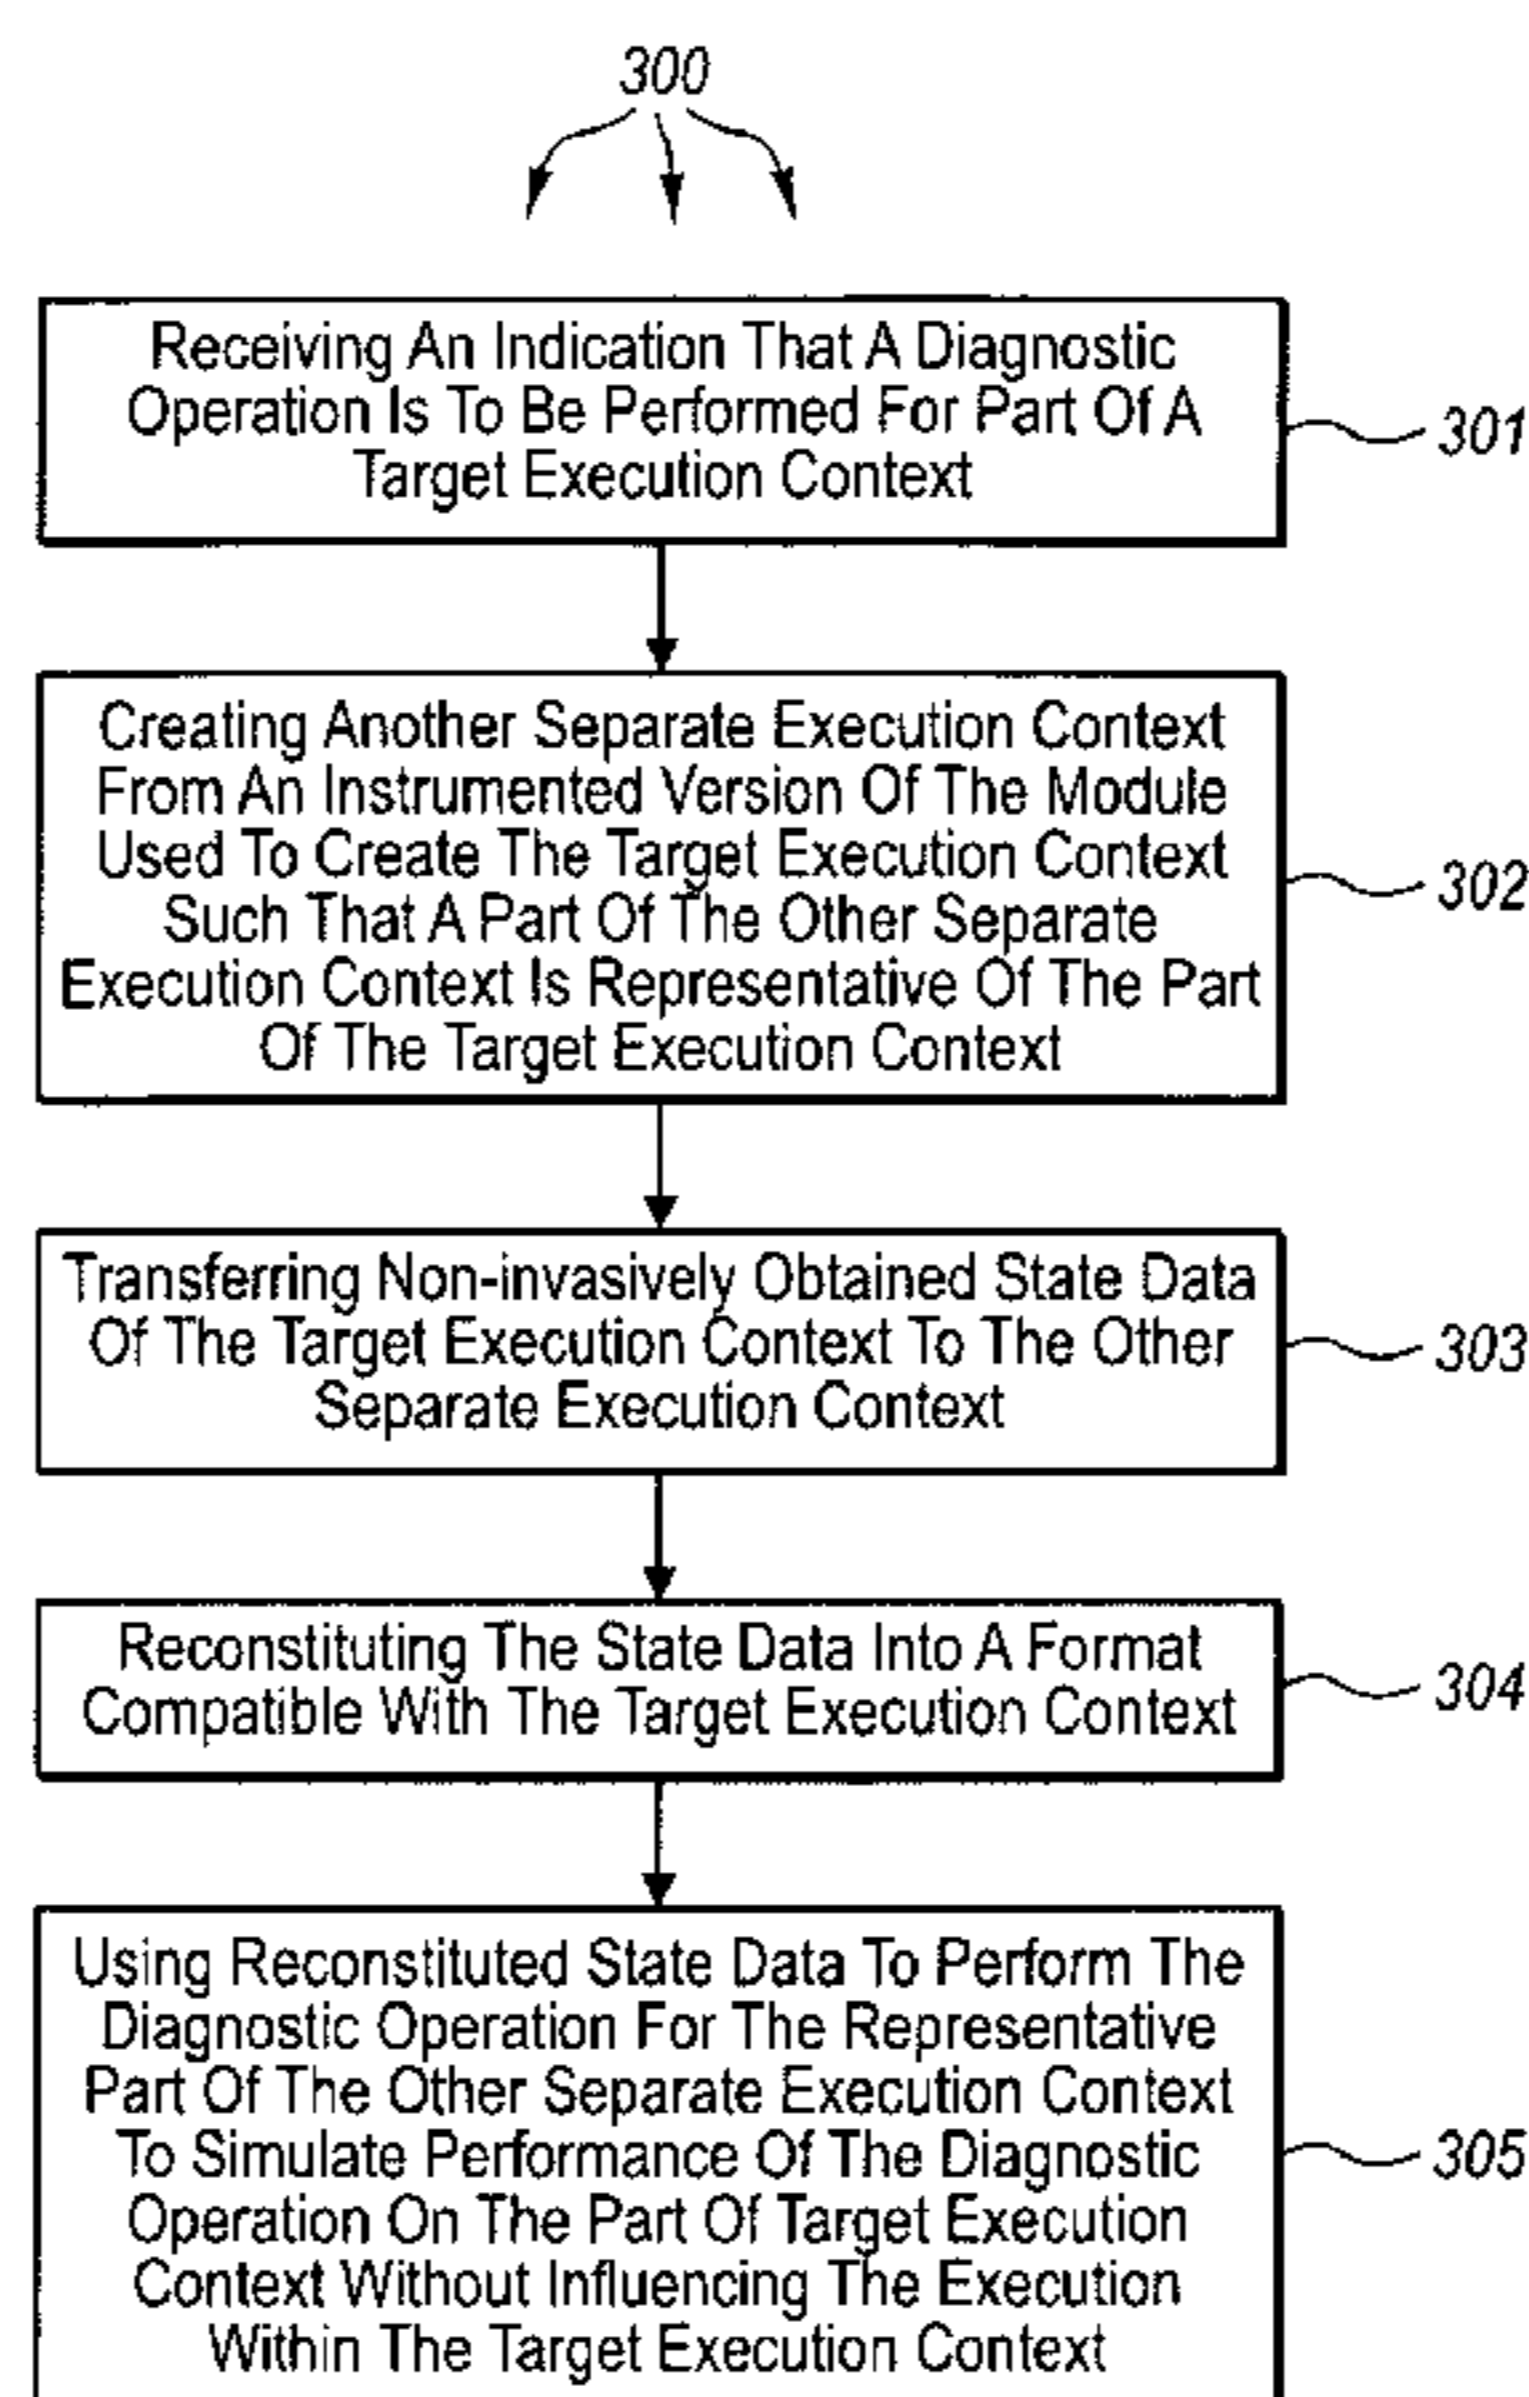 300
Receiving An Indication That A Diagnostic
Operation Is To Be Performed For Part Of A
Target Execution Context
301
Creating Another Separate Execution Context
From An Instrumented Version Of The Module
Used To Create The Target Execution Context
Such That A Part Of The Other Separate
Execution Context Is Representative Of The Part
Of The Target Execution Context
302
Transferring Non-invasively Obtained State Data
Of The Target Execution Context To The Other
Separate Execution Context
303
Reconstituting The State Data Into A Format
Compatible With The Target Execution Context
304
Using Reconstituted State Data To Perform The
Diagnostic Operation For The Representative
Part Of The Other Separate Execution Context
To Simulate Performance Of The Diagnostic
Operation On The Part Of Target Execution
Context Without Influencing The Execution
Within The Target Execution Context
305